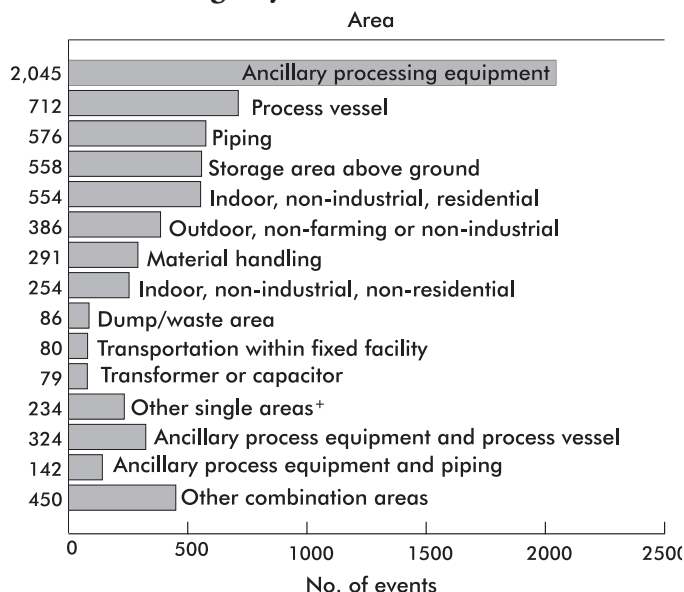 Area
2,045 Ancillary processing equipment
712 Process vessel
576 Piping
558 Storage area above ground
554 Indoor, non-industrial, residential
386 Outdoor, non-farming or non-industrial
291 Material handling
254 Indoor, non-industrial, non-residential
86 Dump/waste area
80 Transportation within fixed facility
79 Transformer or capacitor
234 Other single areas+
324 Ancillary process equipment and process vessel
142 Ancillary process equipment and piping
450 Other combination areas
0 500 1000 1500 2000 2500
No. of events